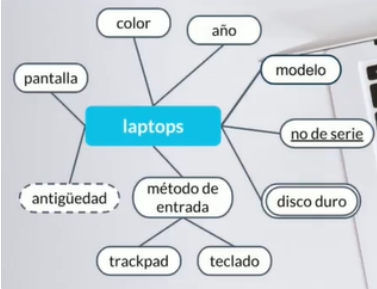 color
año
pantalla
modelo
laptops
no de serie
antigüedad
método de
entrada
disco duro
trackpad
teclado